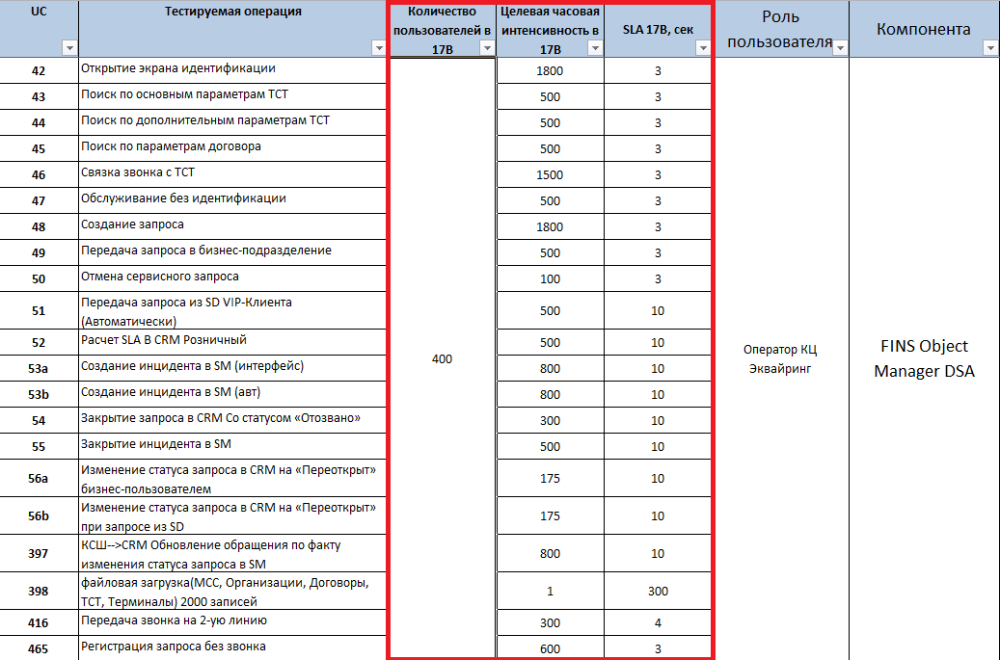 UC Тестируемая операция Количество пользователей в 17В Целевая часовая интенсивность в 17В SLA 17В, сек Роль пользователя Компонента
42 Открытие экрана идентификации 1800 3
43 Поиск по основным параметрам ТСТ 500 3
44 Поиск по дополнительным параметрам ТСТ 500 3
45 Поиск по параметрам договора 500 3
46 Связка звонка с ТСТ 1500 3
47 Обслуживание без идентификации 500 3
48 Создание запроса 1800 3
49 Передача запроса в бизнес-подразделение 500 3
50 Отмена сервисного запроса 100 3
51 Передача запроса из SD VIP-Клиента
(Автоматически) 500 10
52 Расчет SLA В CRM Розничный 500 10
400
Оператор КЦ
Эквайринг
FINS Object
Manager DSA
53a Создание инцидента в SM (интерфейс) 800 10
53b Создание инцидента в SM (авт) 800 10
54 Закрытие запроса в CRM Со статусом «Отозвано» 300 10
55 Закрытие инцидента в SM 500 10
56a Изменение статуса запроса в CRM на «Переоткрыт»
бизнес-пользователем 175 10
56b Изменение статуса запроса в CRM на «Переоткрыт»
при запросе из SD 175 10
397 КСШ-->CRM Обновление обращения по факту
изменения статуса запроса в SM 800 10
398 файловая загрузка(МСС, Организации, Договоры,
ТСТ, Терминалы) 2000 записей 1 300
416 Передача звонка на 2-ую линию 300 4
465 Регистрация запроса без звонка 600 3